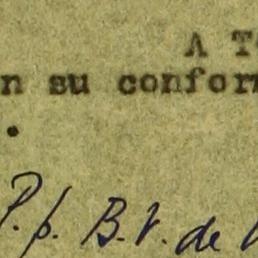 A T
n su confor
.
P.p. B.V. de